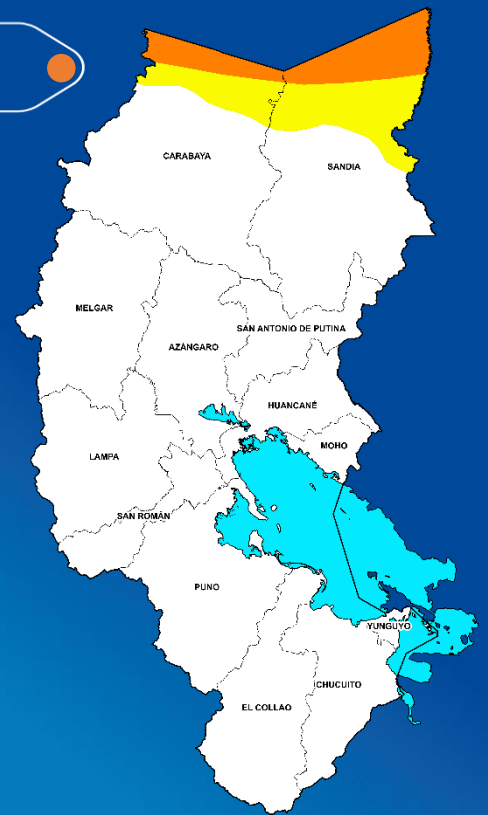 CARABAYA
SANDIA
MELGAR
SAN ANTONIO DE PUTINA
AZÁNGARO
HUANCANÉ
MOHO
LAMPA
SAN ROMÁN
PUNO
YUNGUYO
CHUCUITO
EL COLLAO